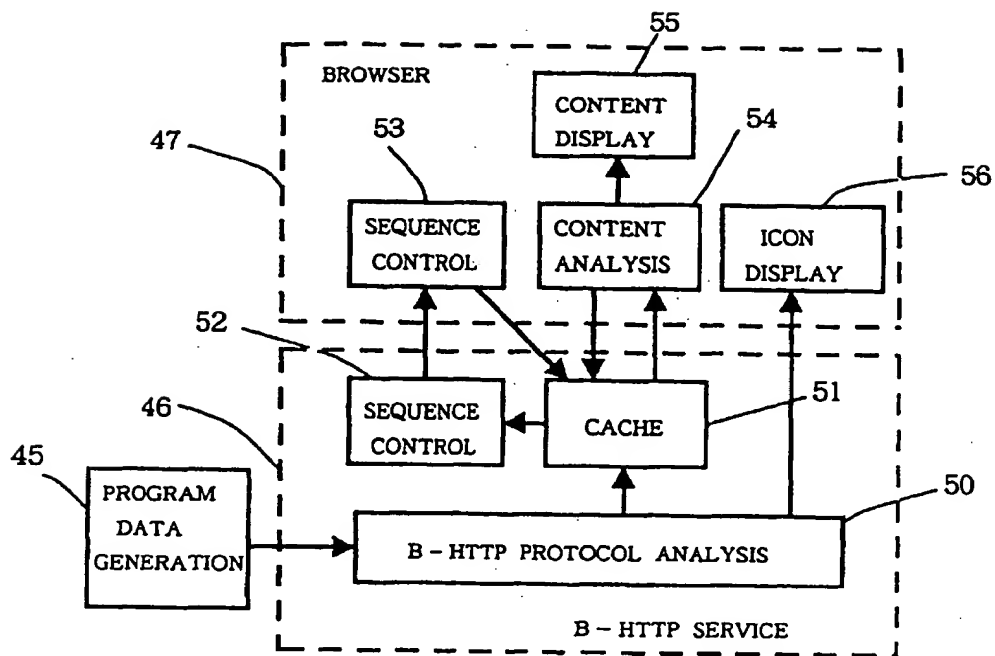 55
BROWSER
CONTENT
DISPLAY
54
53
47
56
SEQUENCE
CONTROL
CONTENT
ANALYSIS
ICON
DISPLAY
52
46
51
SEQUENCE
CONTROL
CACHE
45
PROGRAM
DATA
GENERATION
50
B-HTTP PROTOCOL ANALYSIS
B-HTTP SERVICE